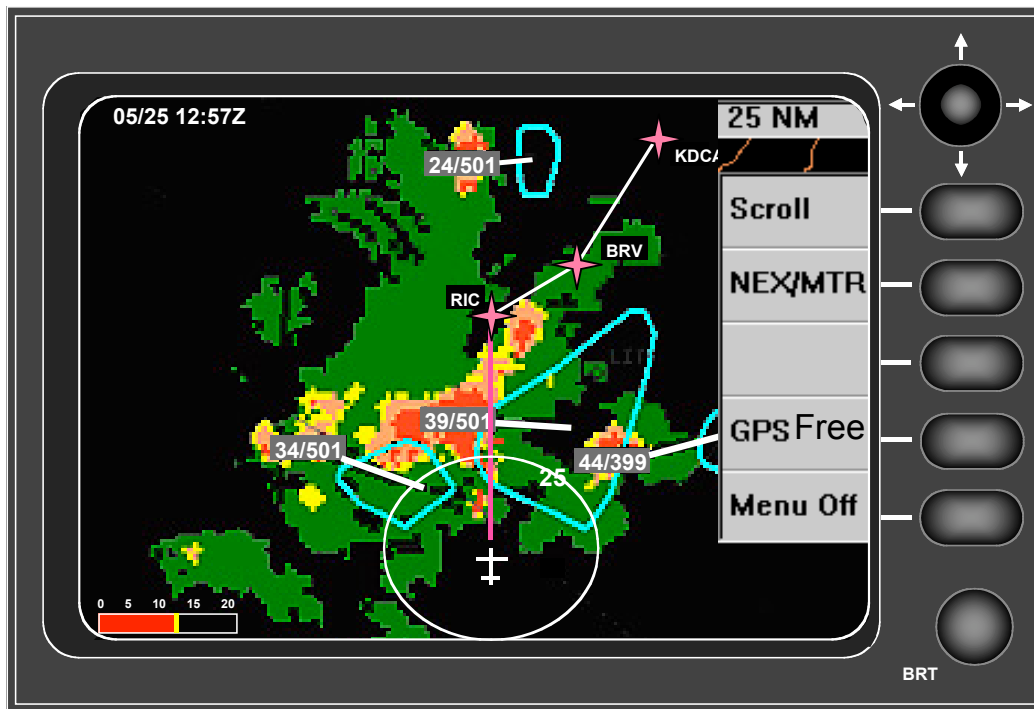 05/25 12:57Z
25 NM
KDCA
24/501
Scroll
BRV
NEX/MTR
RIC
39/501
GPS Free
34/501
44/399
25
Menu Off
0 5 10 15 20
BRT